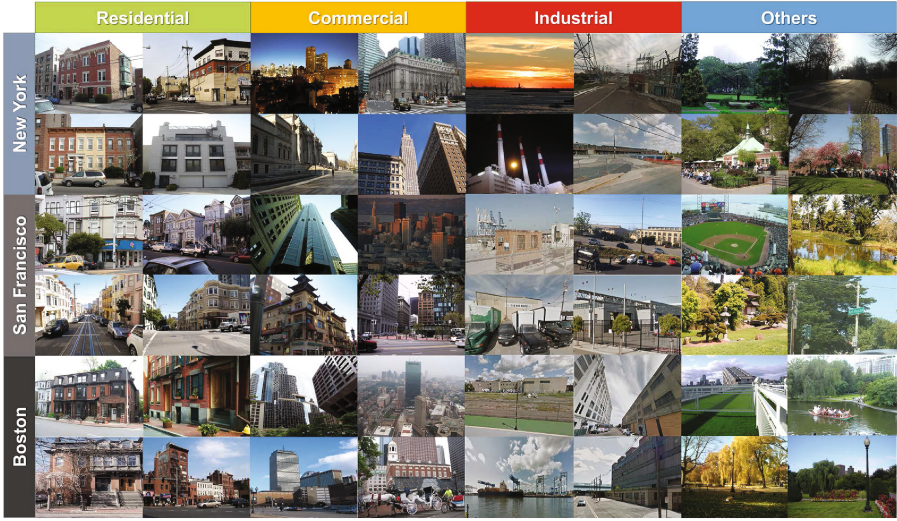 Residential
Commercial
Industrial
Others
New York
San Francisco
Boston